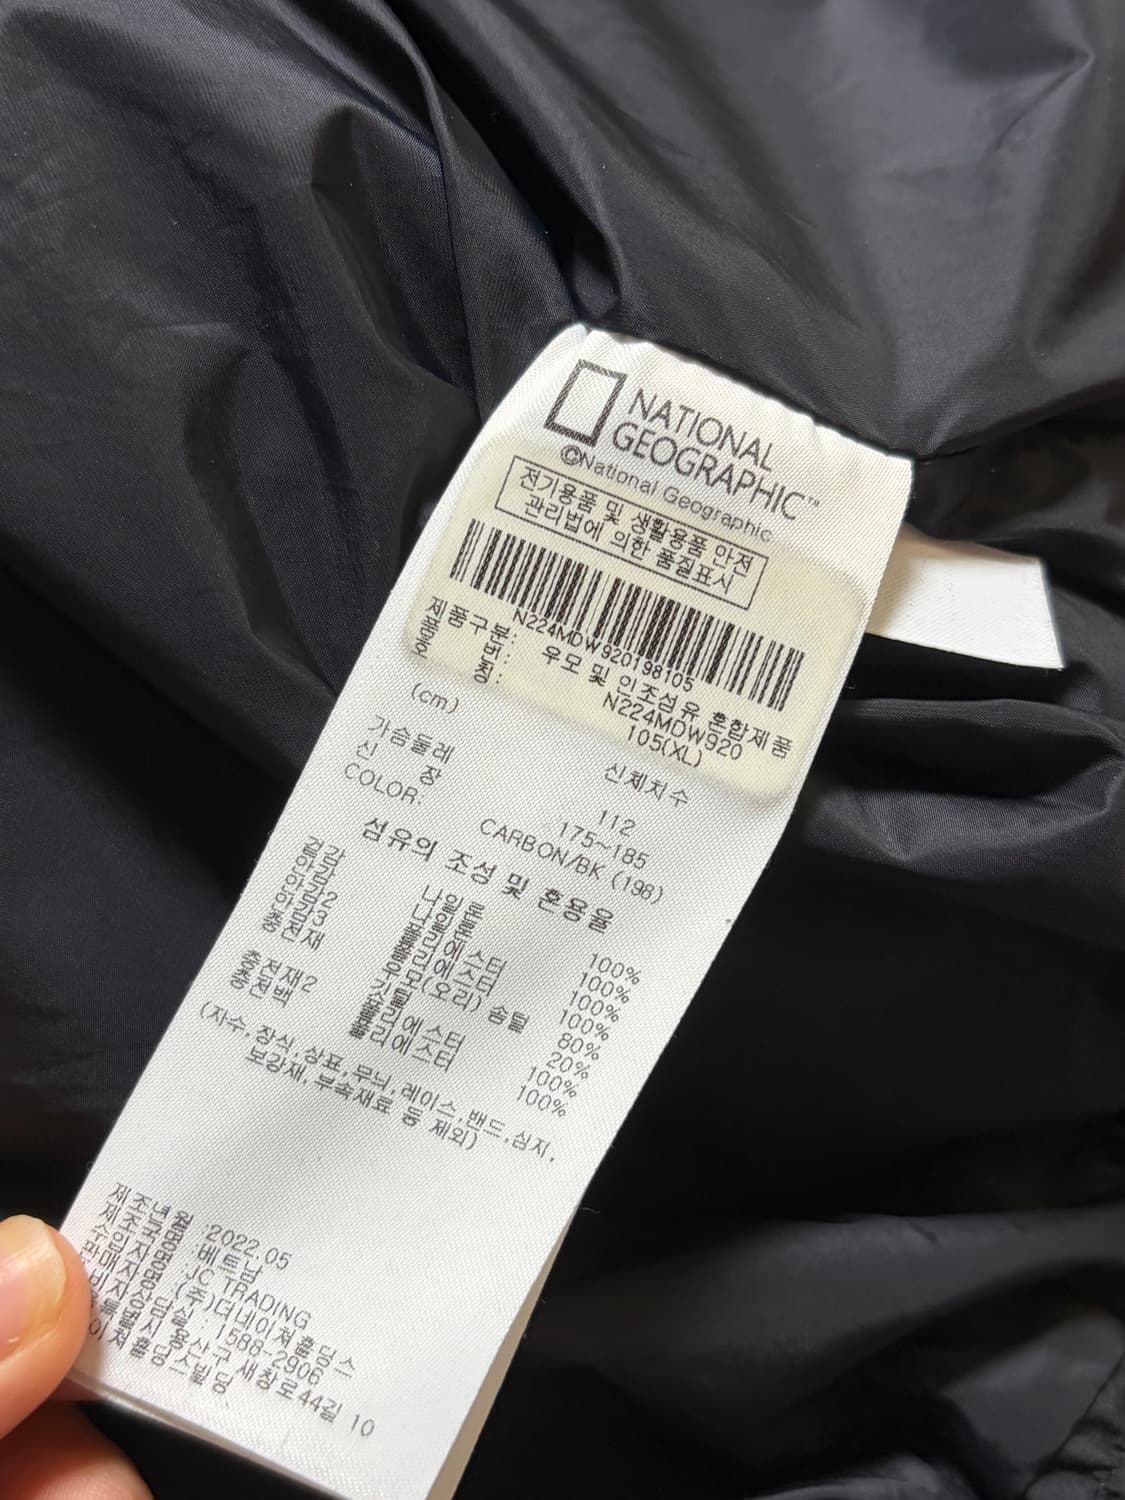 NATIONAL
GEOGRAPHIC™
©National Geographic
전기용품 및 생활용품 안전
관리법에 의한 품질표시
N224MDW920198105
제품구분: 우모 및 인조섬유 혼합제품
품 번: N224MDW920
호 칭: 105(XL)
(cm) 신체치수
가슴둘레 112
신 장 175~185
COLOR: CARBON/BK (198)
섬유의 조성 및 혼용율
겉감 나일론 100%
안감 나일론 100%
안감2 폴리에스터 100%
안감3 폴리에스터 100%
충전재 우모(오리) 솜털 80%
깃털 20%
충전재2 폴리에스터 100%
충전백 폴리에스터 100%
(자수,장식,상표,무늬,레이스,밴드,심지,
보강재,부속재료 등 제외)
제조년월 :2022.05
제조국명 :베트남
수입자명 :JC TRADING
판매자명 :(주)더네이쳐홀딩스
비자상담실 :1588-2906
용산구 새창로44길 10
이쳐홀딩스빌딩